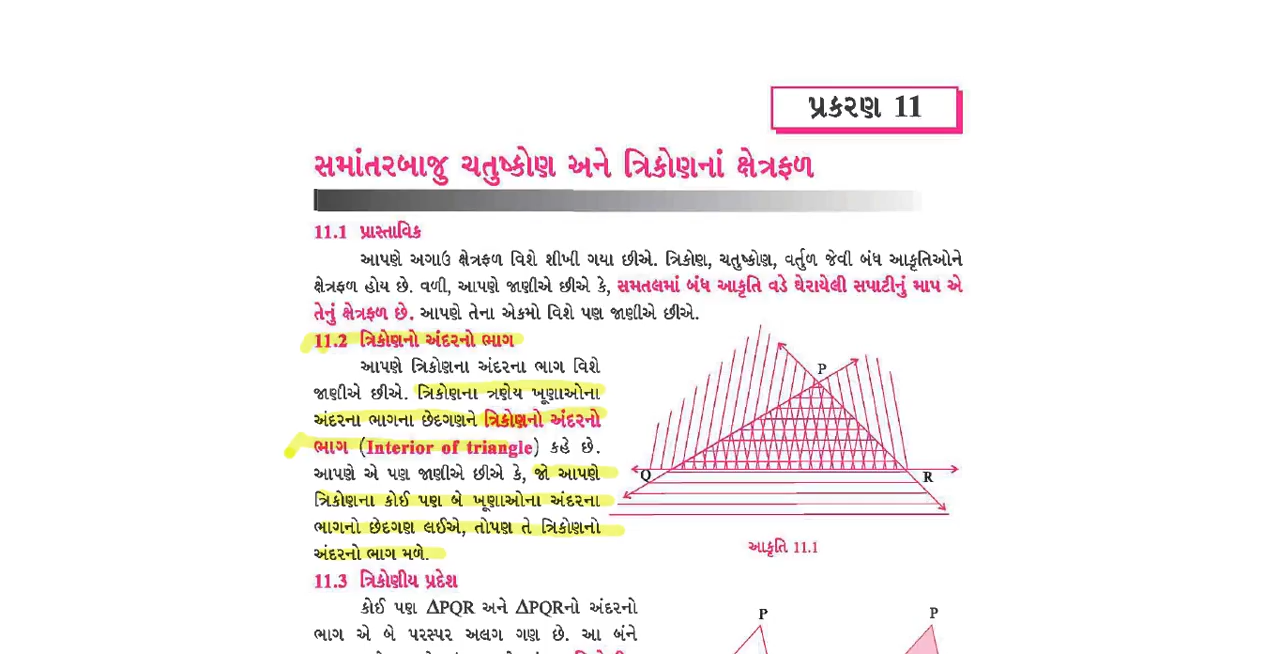 પ્રકરણ 11
સમાંતરબાજુ ચતુષ્કોણ અને ત્રિકોણનાં ક્ષેત્રફળ
11.1 પ્રાસ્તાવિક
આપણે અગાઉ ક્ષેત્રફળ વિશે શીખી ગયા છીએ. ત્રિકોણ, ચતુષ્કોણ, વર્તુળ જેવી બંધ આકૃતિઓને
ક્ષેત્રફળ હોય છે. વળી, આપણે જાણીએ છીએ કે, સમતલમાં બંધ આકૃતિ વડે ઘેરાયેલી સપાટીનું માપ એ
તેનું ક્ષેત્રફળ છે. આપણે તેના એકમો વિશે પણ જાણીએ છીએ.
11.2 ત્રિકોણનો અંદરનો ભાગ
આપણે ત્રિકોણના અંદરના ભાગ વિશે
જાણીએ છીએ. ત્રિકોણના ત્રણેય ખૂણાઓના
અંદરના ભાગના છેદગણને ત્રિકોણનો અંદરનો
ભાગ (Interior of triangle) કહે છે.
આપણે એ પણ જાણીએ છીએ કે, જો આપણે
ત્રિકોણના કોઈ પણ બે ખૂણાઓના અંદરના
ભાગનો છેદગણ લઈએ, તોપણ તે ત્રિકોણનો
અંદરનો ભાગ મળે.
P
Q
R
આકૃતિ 11.1
11.3 ત્રિકોણીય પ્રદેશ
કોઈ પણ ΔPQR અને ΔPQRનો અંદરનો
ભાગ એ બે પરસ્પર અલગ ગણ છે. આ બંને
P
P